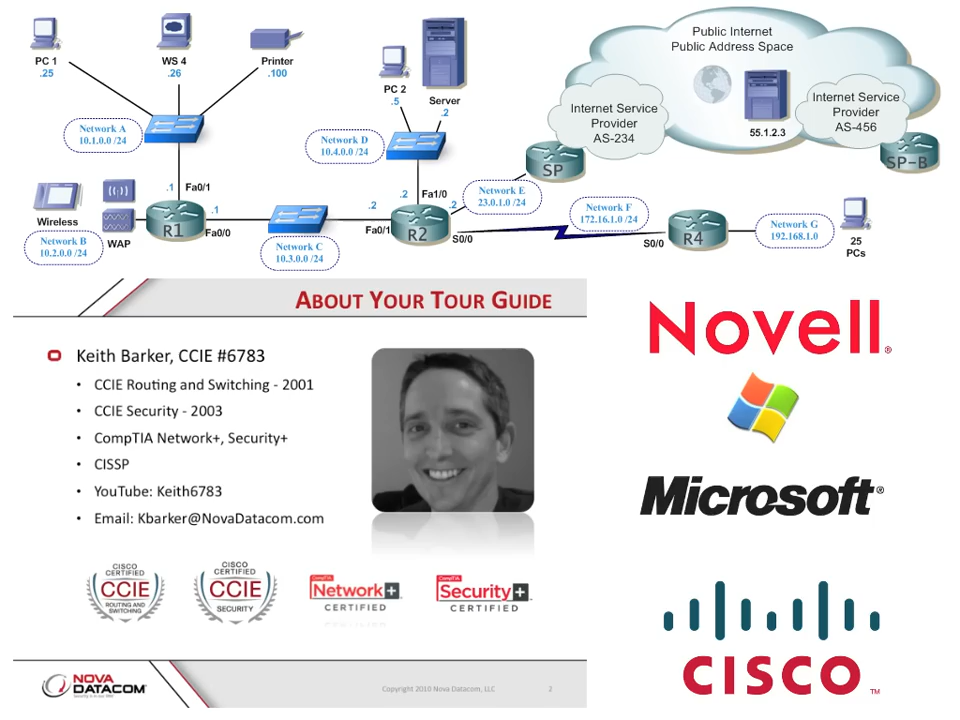 PC 1
.25
WS 4
.26
Printer
.100
Network A
10.1.0.0 /24
.1
Fa0/1
Wireless
Network B
10.2.0.0 /24
WAP
R1
.1
Fa0/0
Network C
10.3.0.0 /24
PC 2
.5
Server
.2
Network D
10.4.0.0 /24
.2
Fa1/0
.2
Fa0/1
R2
.2
S0/0
Network E
23.0.1.0 /24
SP
Internet Service
Provider
AS-234
Public Internet
Public Address Space
55.1.2.3
Internet Service
Provider
AS-456
SP-B
Network F
172.16.1.0 /24
S0/0
R4
Network G
192.168.1.0
25
PCs
ABOUT YOUR TOUR GUIDE
Keith Barker, CCIE #6783
• CCIE Routing and Switching - 2001
• CCIE Security - 2003
• CompTIA Network+, Security+
• CISSP
• YouTube: Keith6783
• Email: Kbarker@NovaDatacom.com
CISCO
CERTIFIED
CCIE
ROUTING AND
SWITCHING
CISCO
CERTIFIED
CCIE
SECURITY
CompTIA
Network+
CERTIFIED
CompTIA
Security+
CERTIFIED
NOVA
DATACOM
Copyright 2010 Nova Datacom, LLC
2
Novell®
Microsoft®
CISCO™